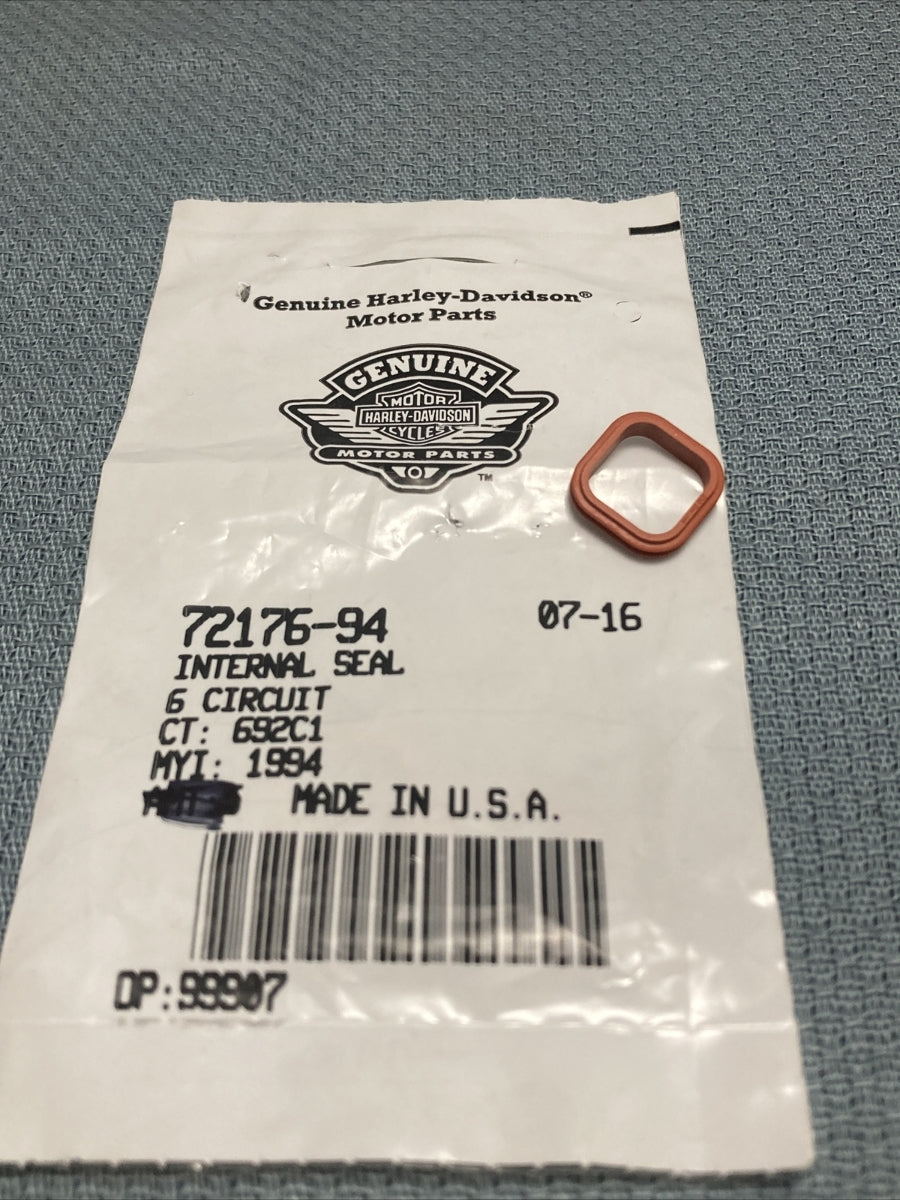 Genuine Harley-Davidson®
Motor Parts
GENUINE
MOTOR
HARLEY-DAVIDSON
CYCLES
MOTOR PARTS
TM
72176-94 07-16
INTERNAL SEAL
6 CIRCUIT
CT: 692C1
MYI: 1994
MADE IN U.S.A.
DP:99907